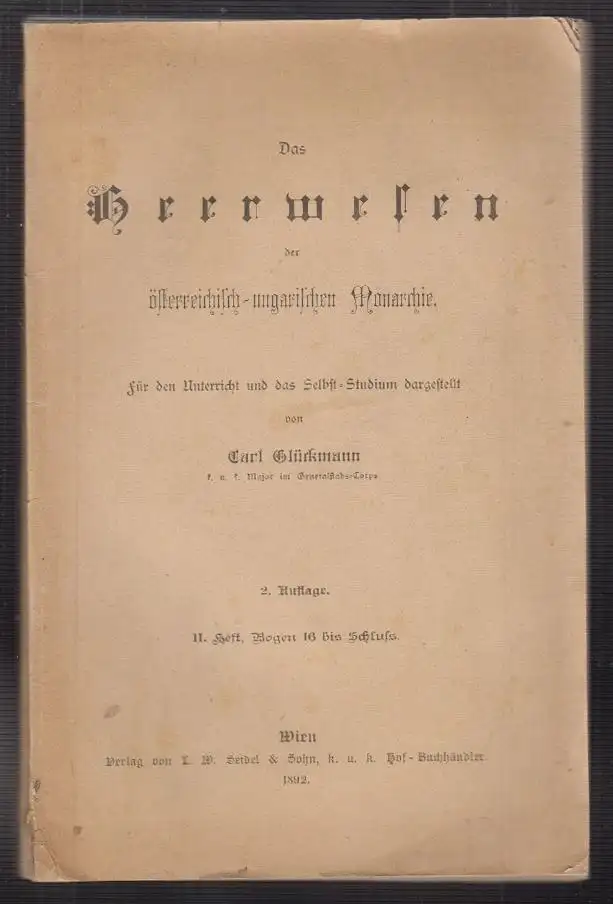 Das
Heerwesen
der
österreichisch-ungarischen Monarchie.
Für den Unterricht und das Selbst-Studium dargestellt
von
Carl Glückmann
k. u. k. Major im Generalstabs-Corps
2. Auflage.
II. Heft, Bogen 16 bis Schluss.
Wien
Verlag von L. W. Seidel & Sohn, k. u. k. Hof-Buchhändler.
1892.